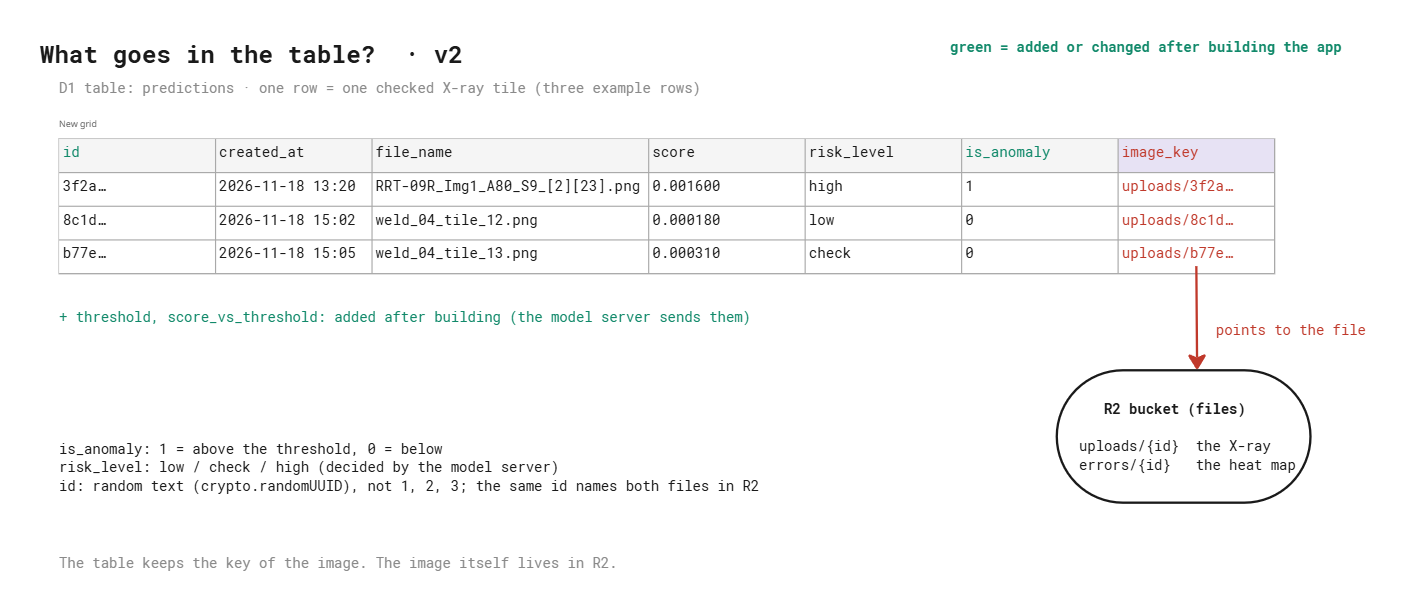 What goes in the table?  · v2
green = added or changed after building the app
D1 table: predictions · one row = one checked X-ray tile (three example rows)
New grid
id created_at file_name score risk_level is_anomaly image_key
3f2a… 2026-11-18 13:20 RRT-09R_Img1_A80_S9_[2][23].png 0.001600 high 1 uploads/3f2a…
8c1d… 2026-11-18 15:02 weld_04_tile_12.png 0.000180 low 0 uploads/8c1d…
b77e… 2026-11-18 15:05 weld_04_tile_13.png 0.000310 check 0 uploads/b77e…
+ threshold, score_vs_threshold: added after building (the model server sends them)
points to the file
R2 bucket (files)
uploads/{id}  the X-ray
errors/{id}   the heat map
is_anomaly: 1 = above the threshold, 0 = below
risk_level: low / check / high (decided by the model server)
id: random text (crypto.randomUUID), not 1, 2, 3; the same id names both files in R2
The table keeps the key of the image. The image itself lives in R2.